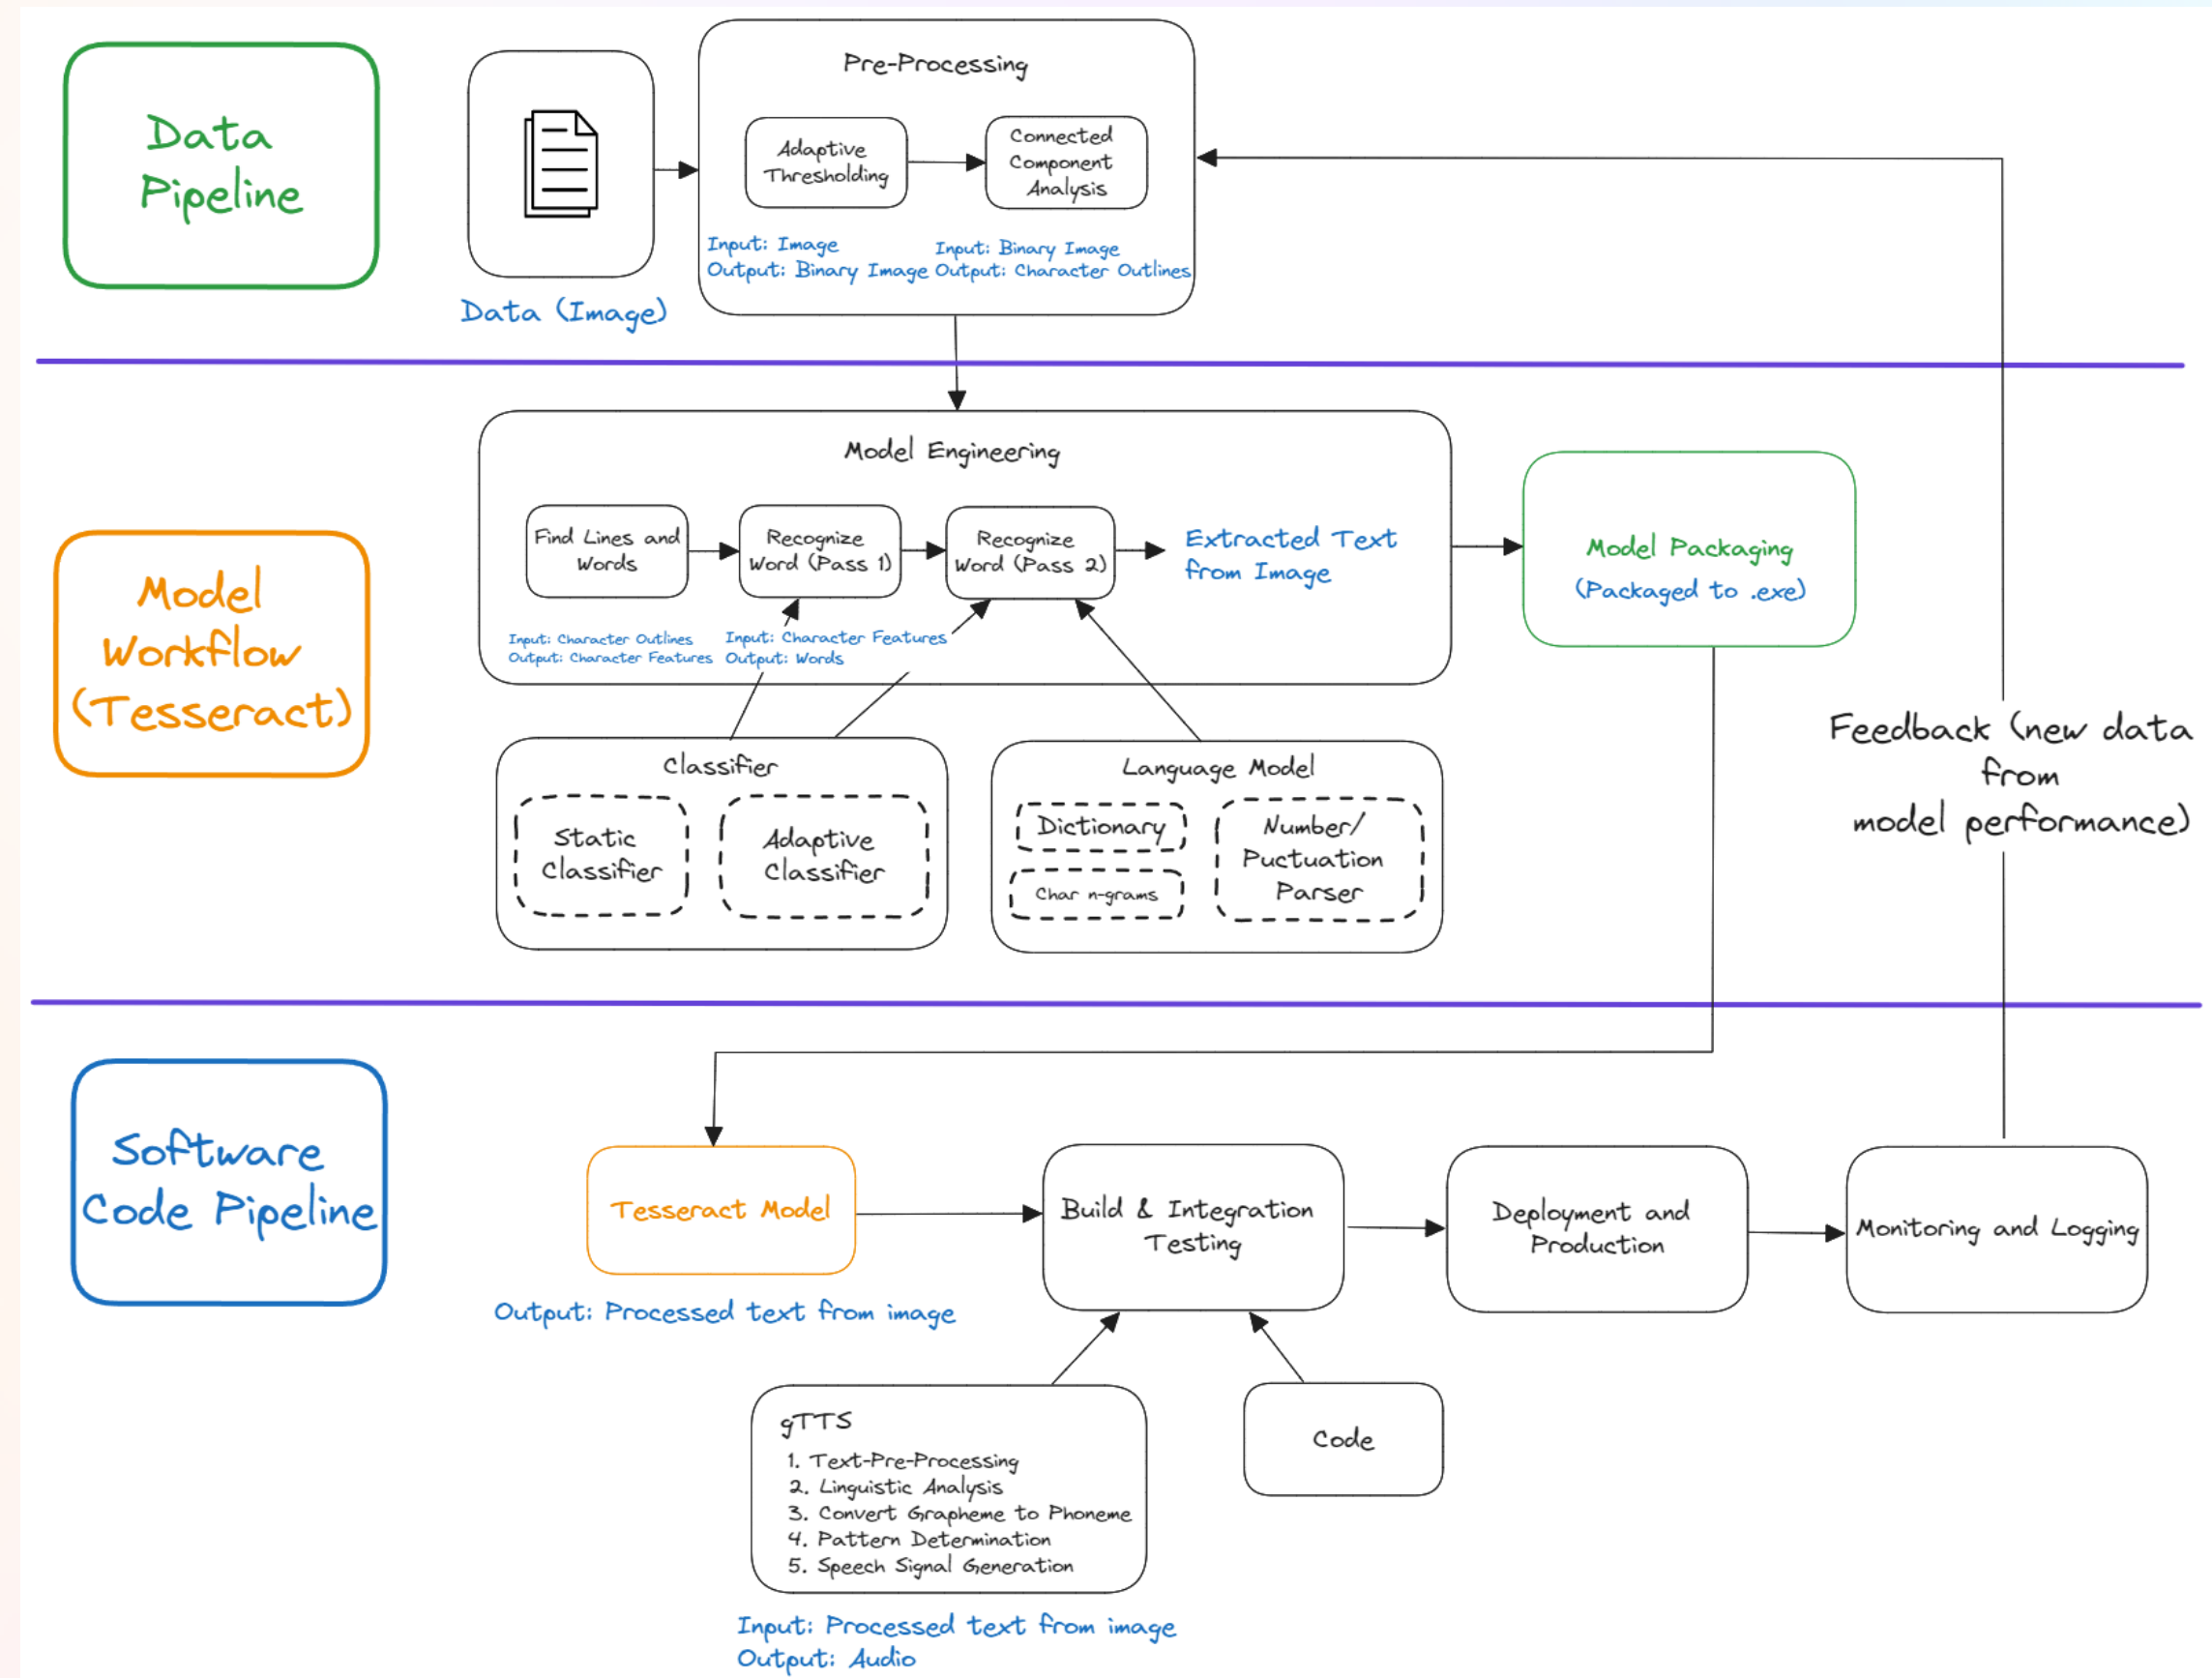 Data
Pipeline
Data (Image)
Pre-Processing
Adaptive
Thresholding
Connected
Component
Analysis
Input: Image
Output: Binary Image
Input: Binary Image
Output: Character Outlines
Model
Workflow
(Tesseract)
Model Engineering
Find Lines and
Words
Recognize
Word (Pass 1)
Recognize
Word (Pass 2)
Extracted Text
from Image
Input: Character Outlines
Output: Character Features
Input: Character Features
Output: Words
Model Packaging
(Packaged to .exe)
Classifier
Static
Classifier
Adaptive
Classifier
Language Model
Dictionary
Char n-grams
Number/
Puctuation
Parser
Feedback (new data
from
model performance)
Software
Code Pipeline
Tesseract Model
Output: Processed text from image
Build & Integration
Testing
Deployment and
Production
Monitoring and Logging
gTTS
1. Text-Pre-Processing
2. Linguistic Analysis
3. Convert Grapheme to Phoneme
4. Pattern Determination
5. Speech Signal Generation
Input: Processed text from image
Output: Audio
Code